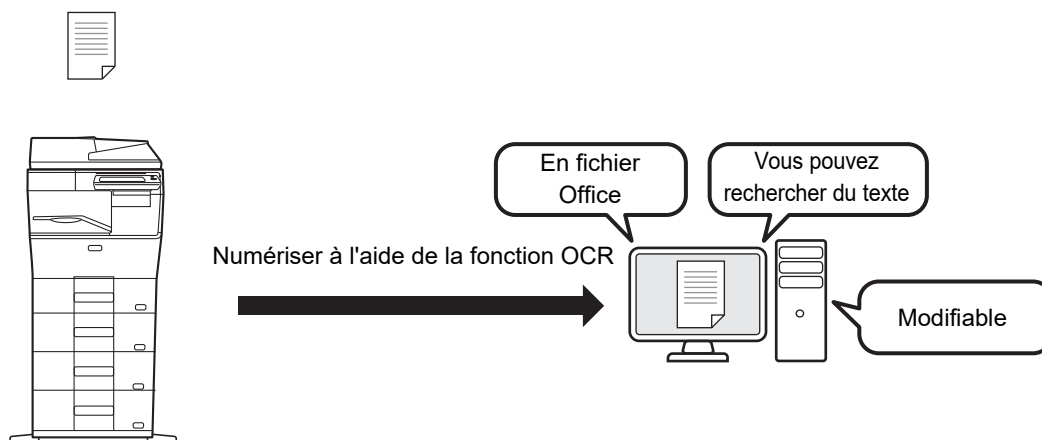 En fichier
Office
Vous pouvez
rechercher du texte
Numériser à l'aide de la fonction OCR
Modifiable